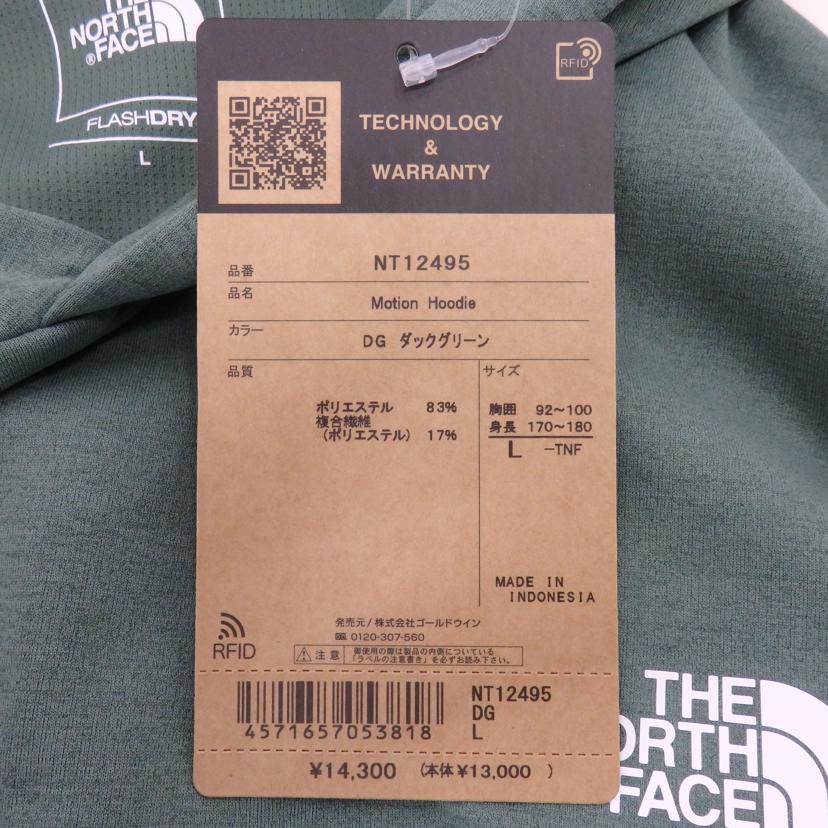 THE
NORTH
FACE®
FLASHDRY
L
RFID
TECHNOLOGY
&
WARRANTY
品番 NT12495
品名 Motion Hoodie
カラー DG ダックグリーン
品質
ポリエステル 83%
複合繊維
(ポリエステル) 17%
サイズ
胸囲 92~100
身長 170~180
L -TNF
MADE IN
INDONESIA
RFID
発売元/株式会社ゴールドウイン
0120-307-560
⚠注意 御使用の際は製品の内側についている
「ラベルの注意書き」を必ずお読み下さい。
4571657053818
NT12495
DG
L
¥14,300 (本体¥13,000 )
THE
NORTH
FACE